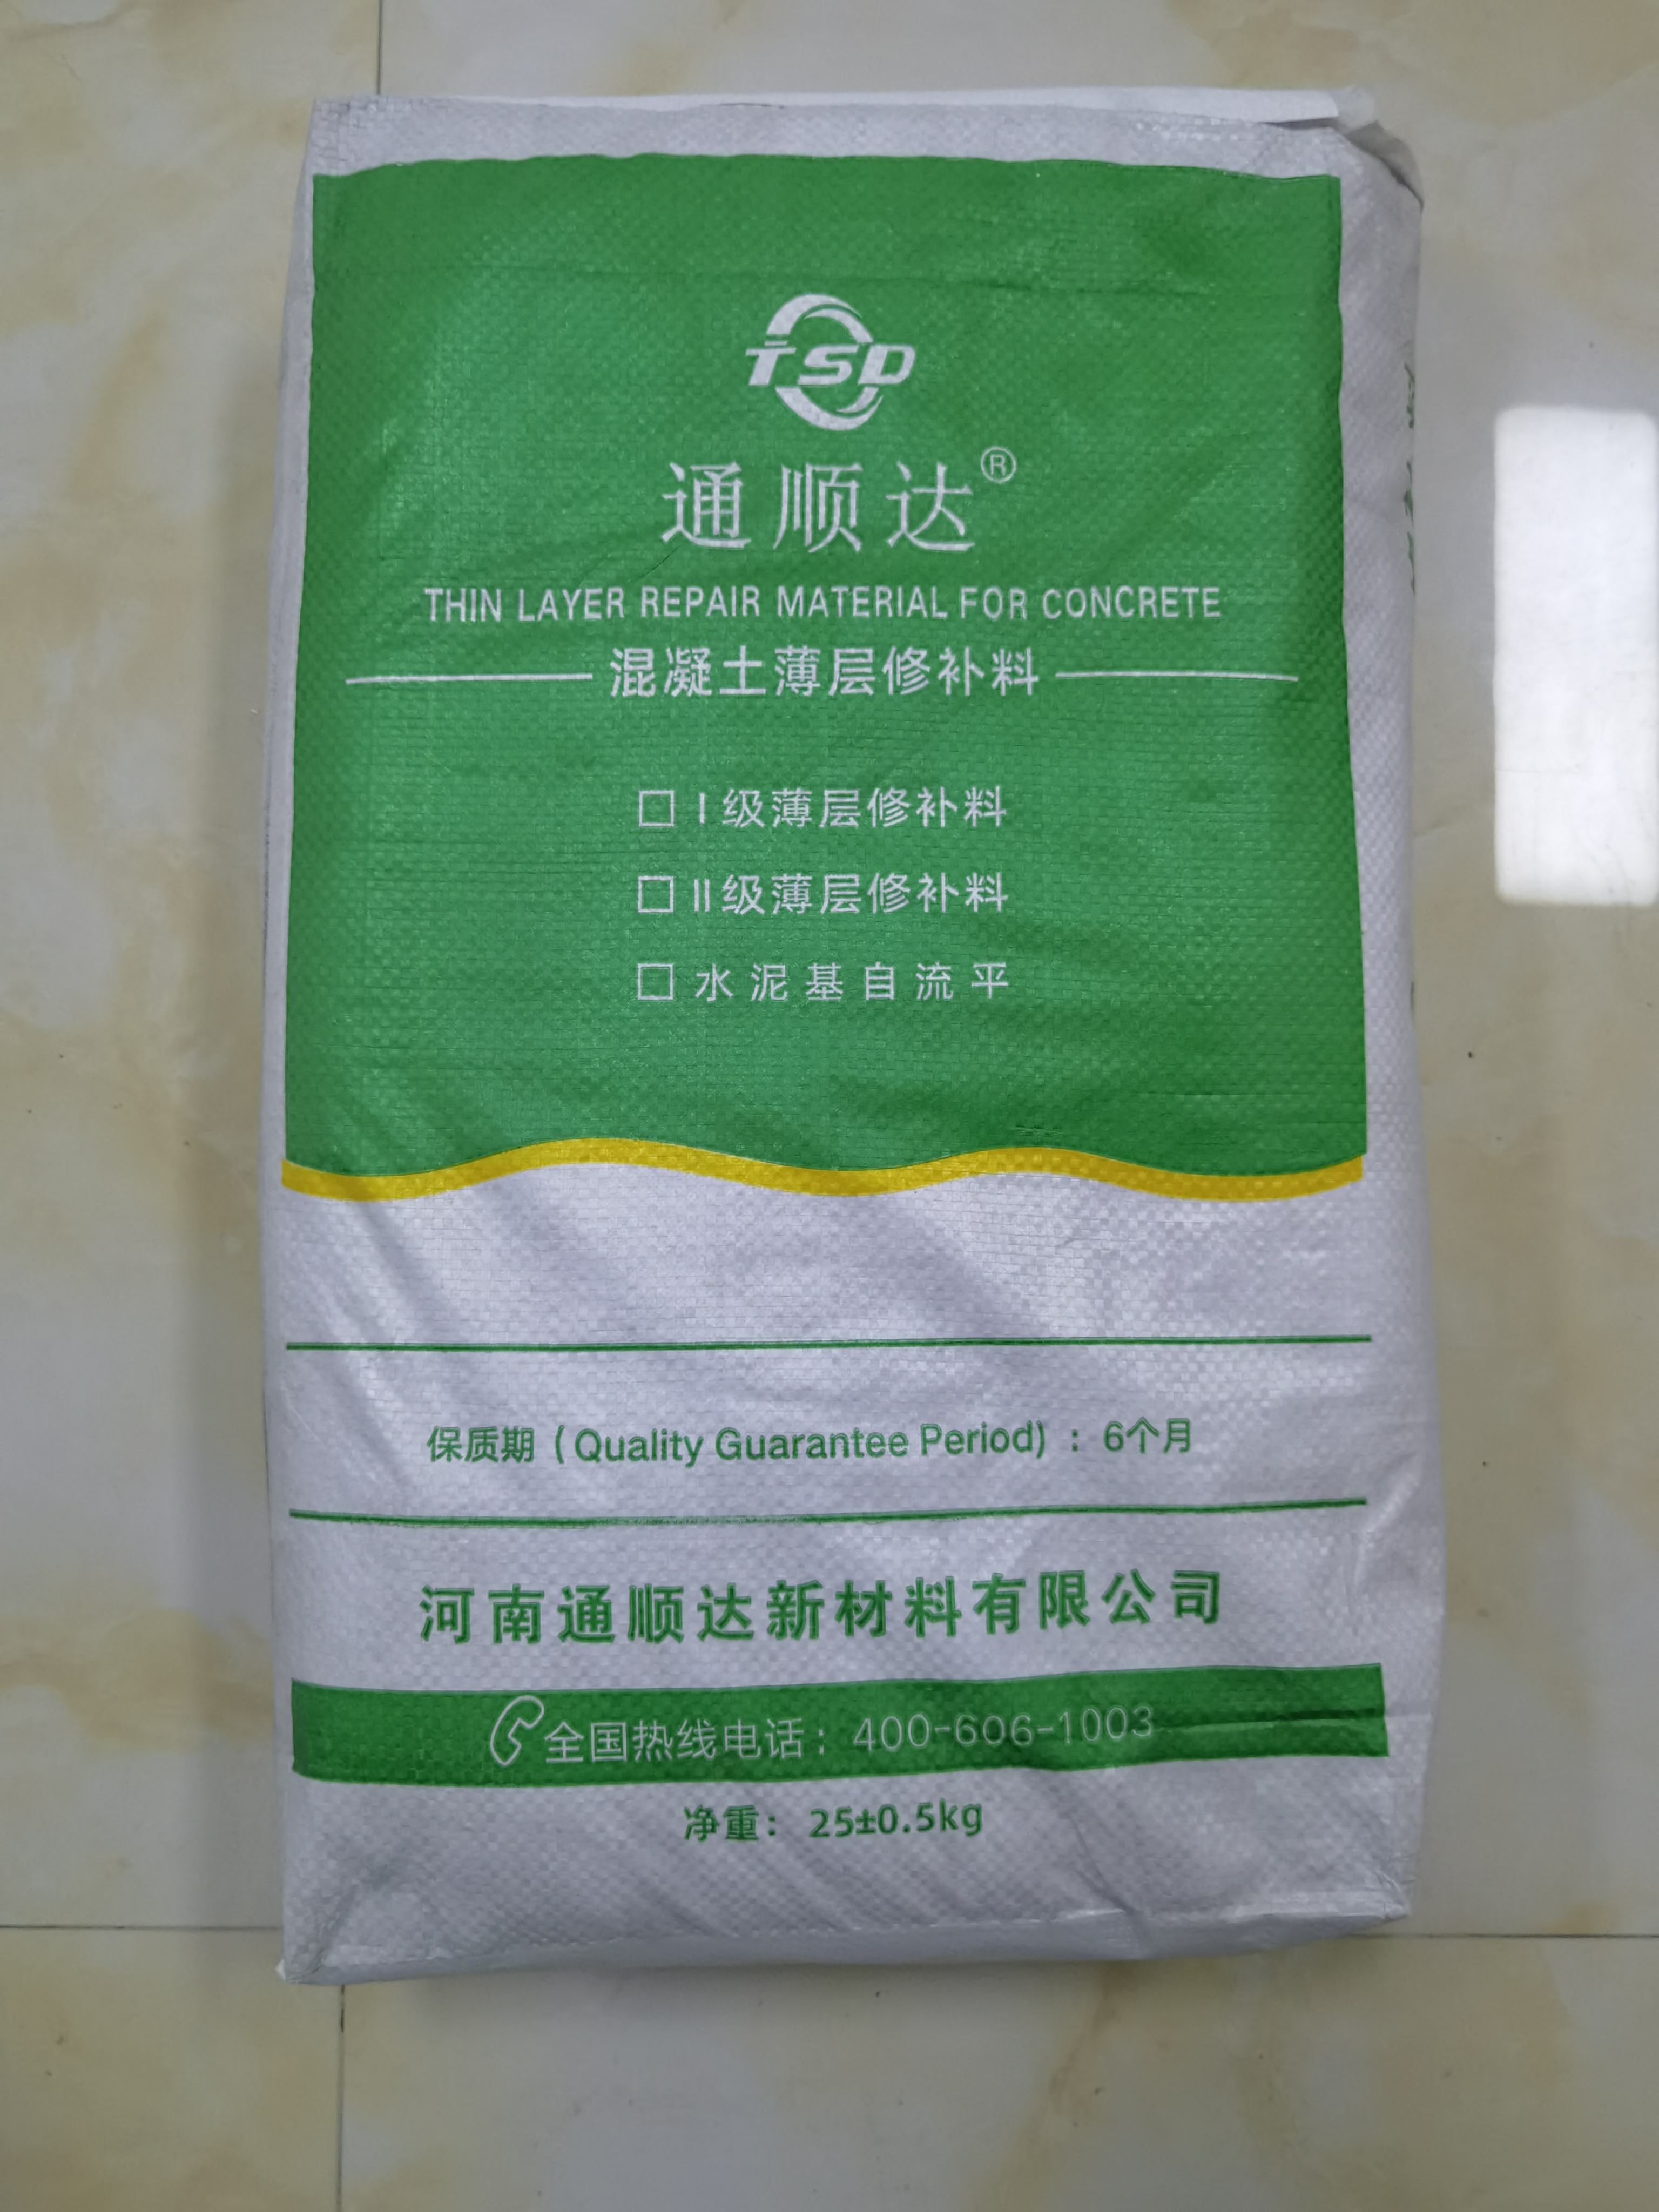 TSD
通顺达®
THIN LAYER REPAIR MATERIAL FOR CONCRETE
混凝土薄层修补料
□ I级薄层修补料
□ II级薄层修补料
□ 水泥基自流平
保质期（Quality Guarantee Period）：6个月
河南通顺达新材料有限公司
全国热线电话：400-606-1003
净重：25±0.5kg